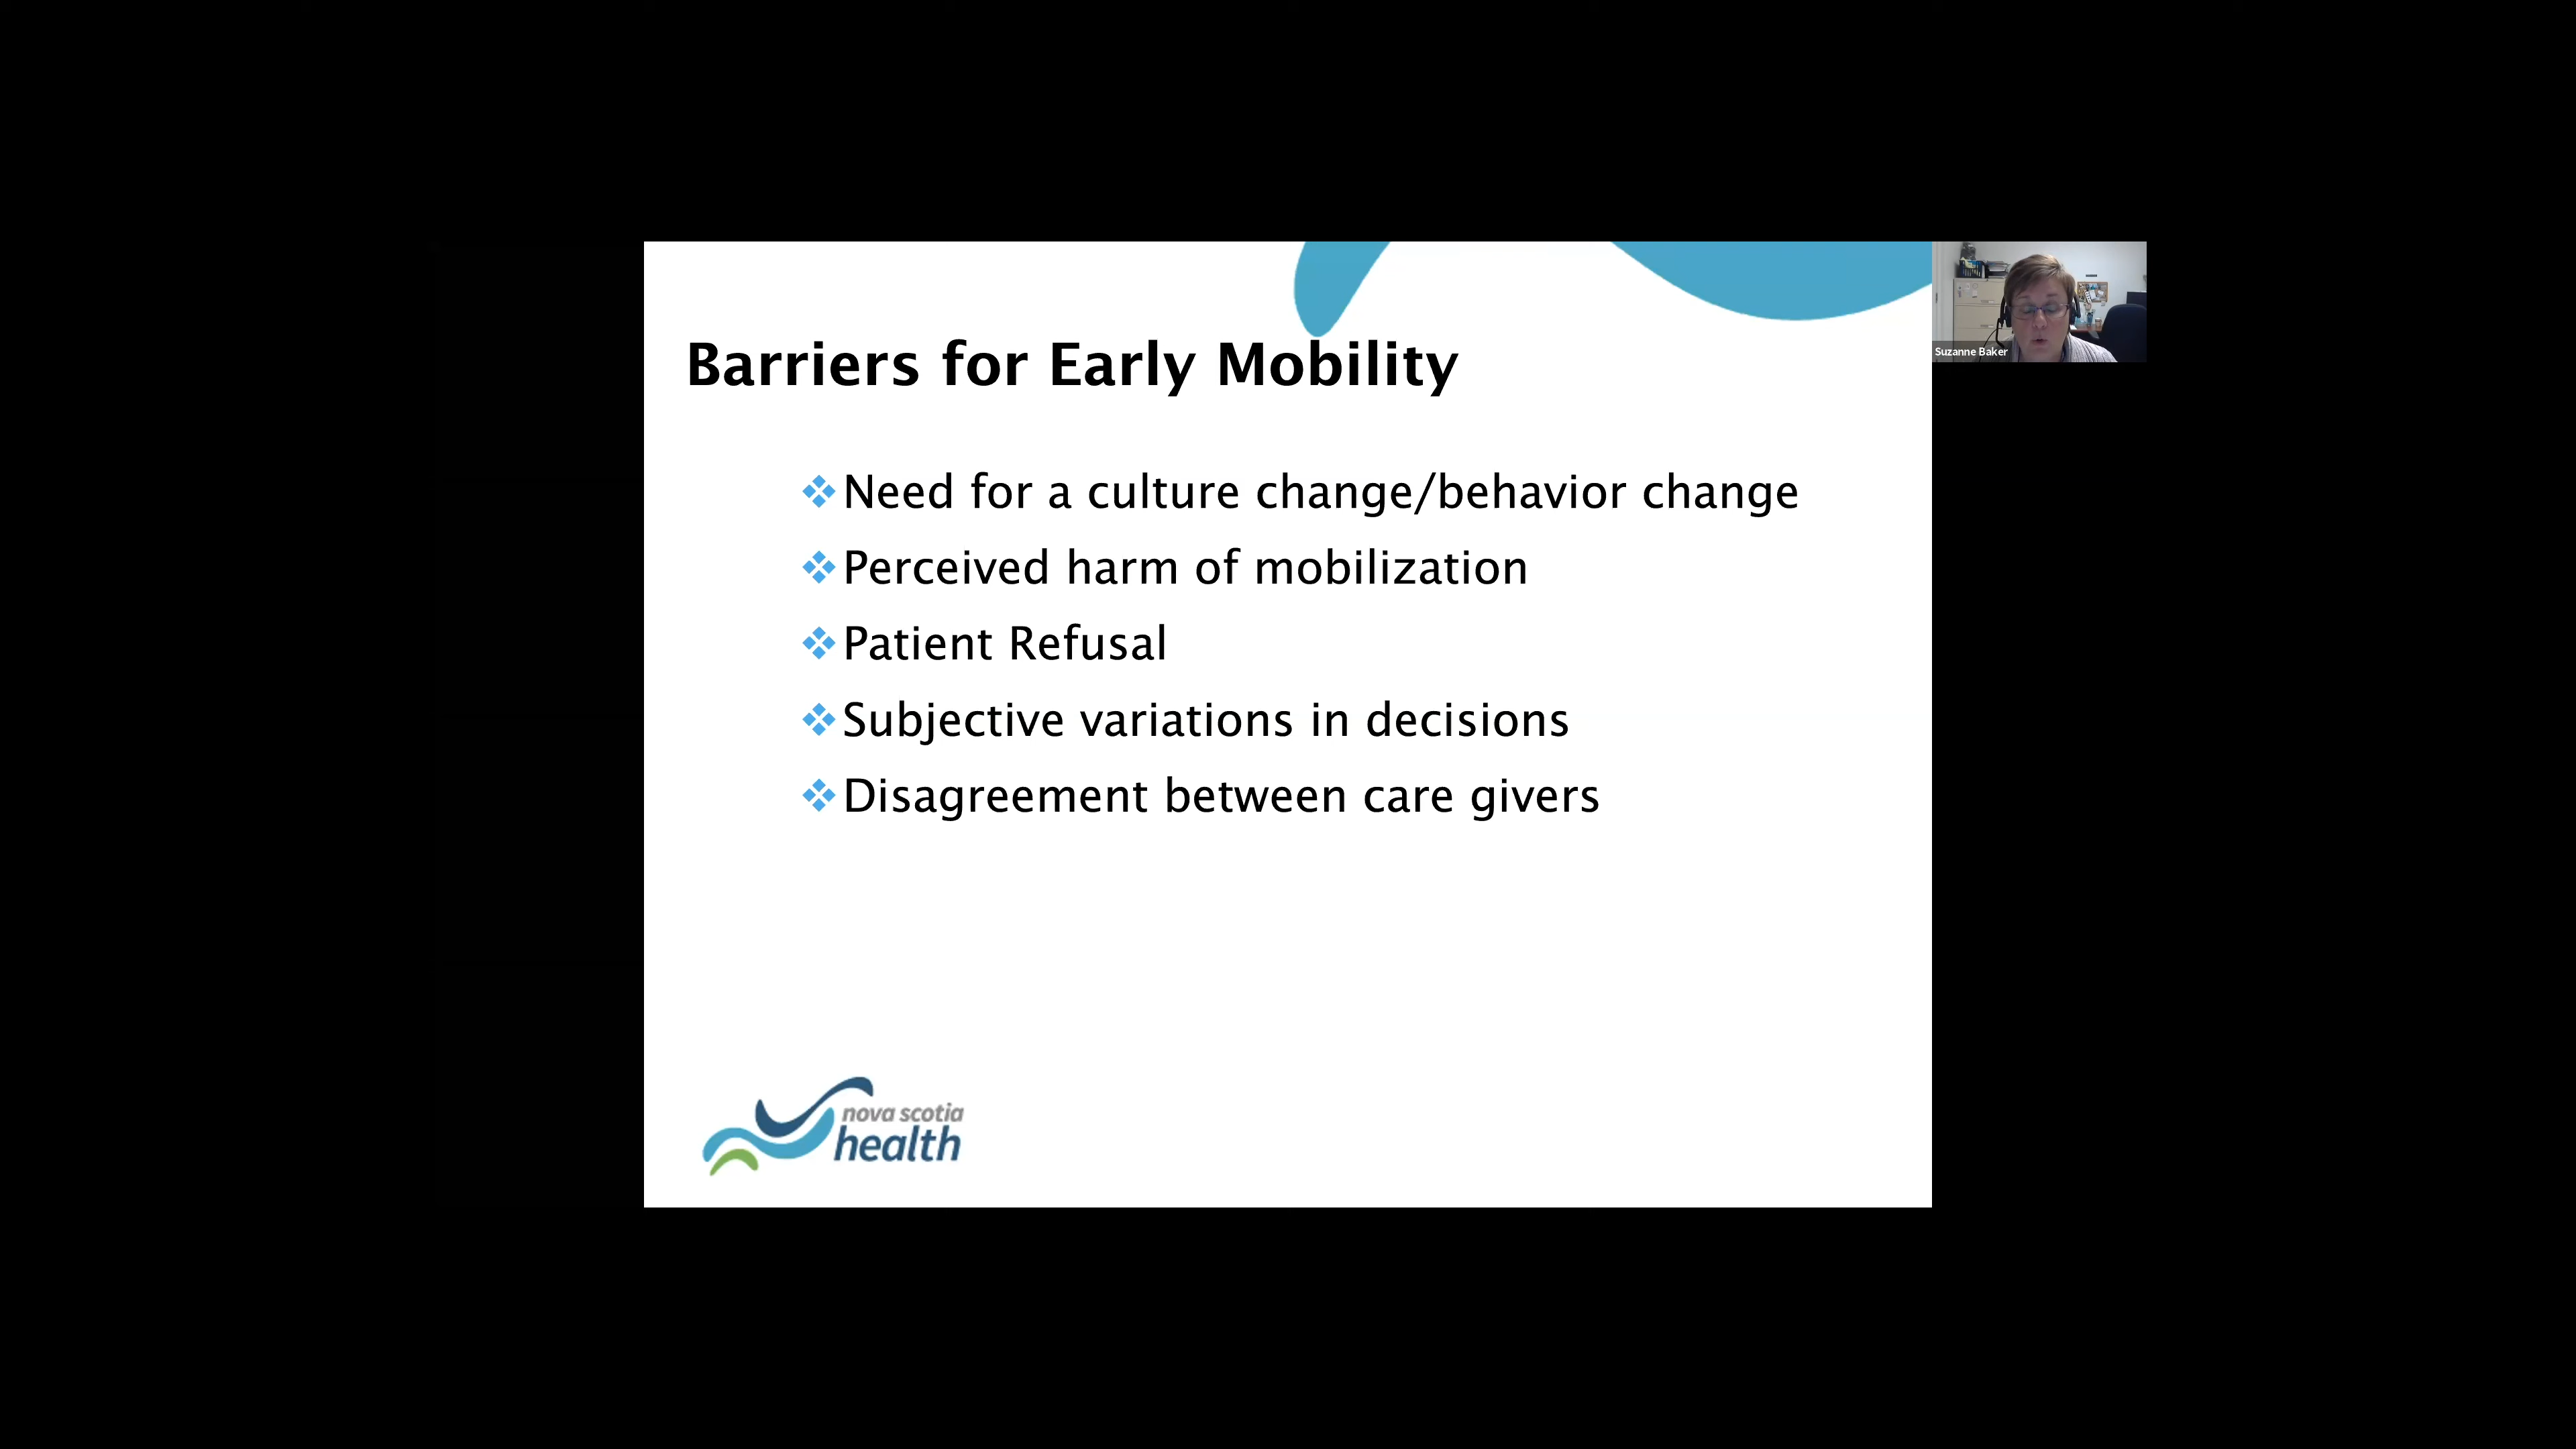 Barriers for Early Mobility
Need for a culture change/behavior change
Perceived harm of mobilization
Patient Refusal
Subjective variations in decisions
Disagreement between care givers
nova scotia
health
Suzanne Baker